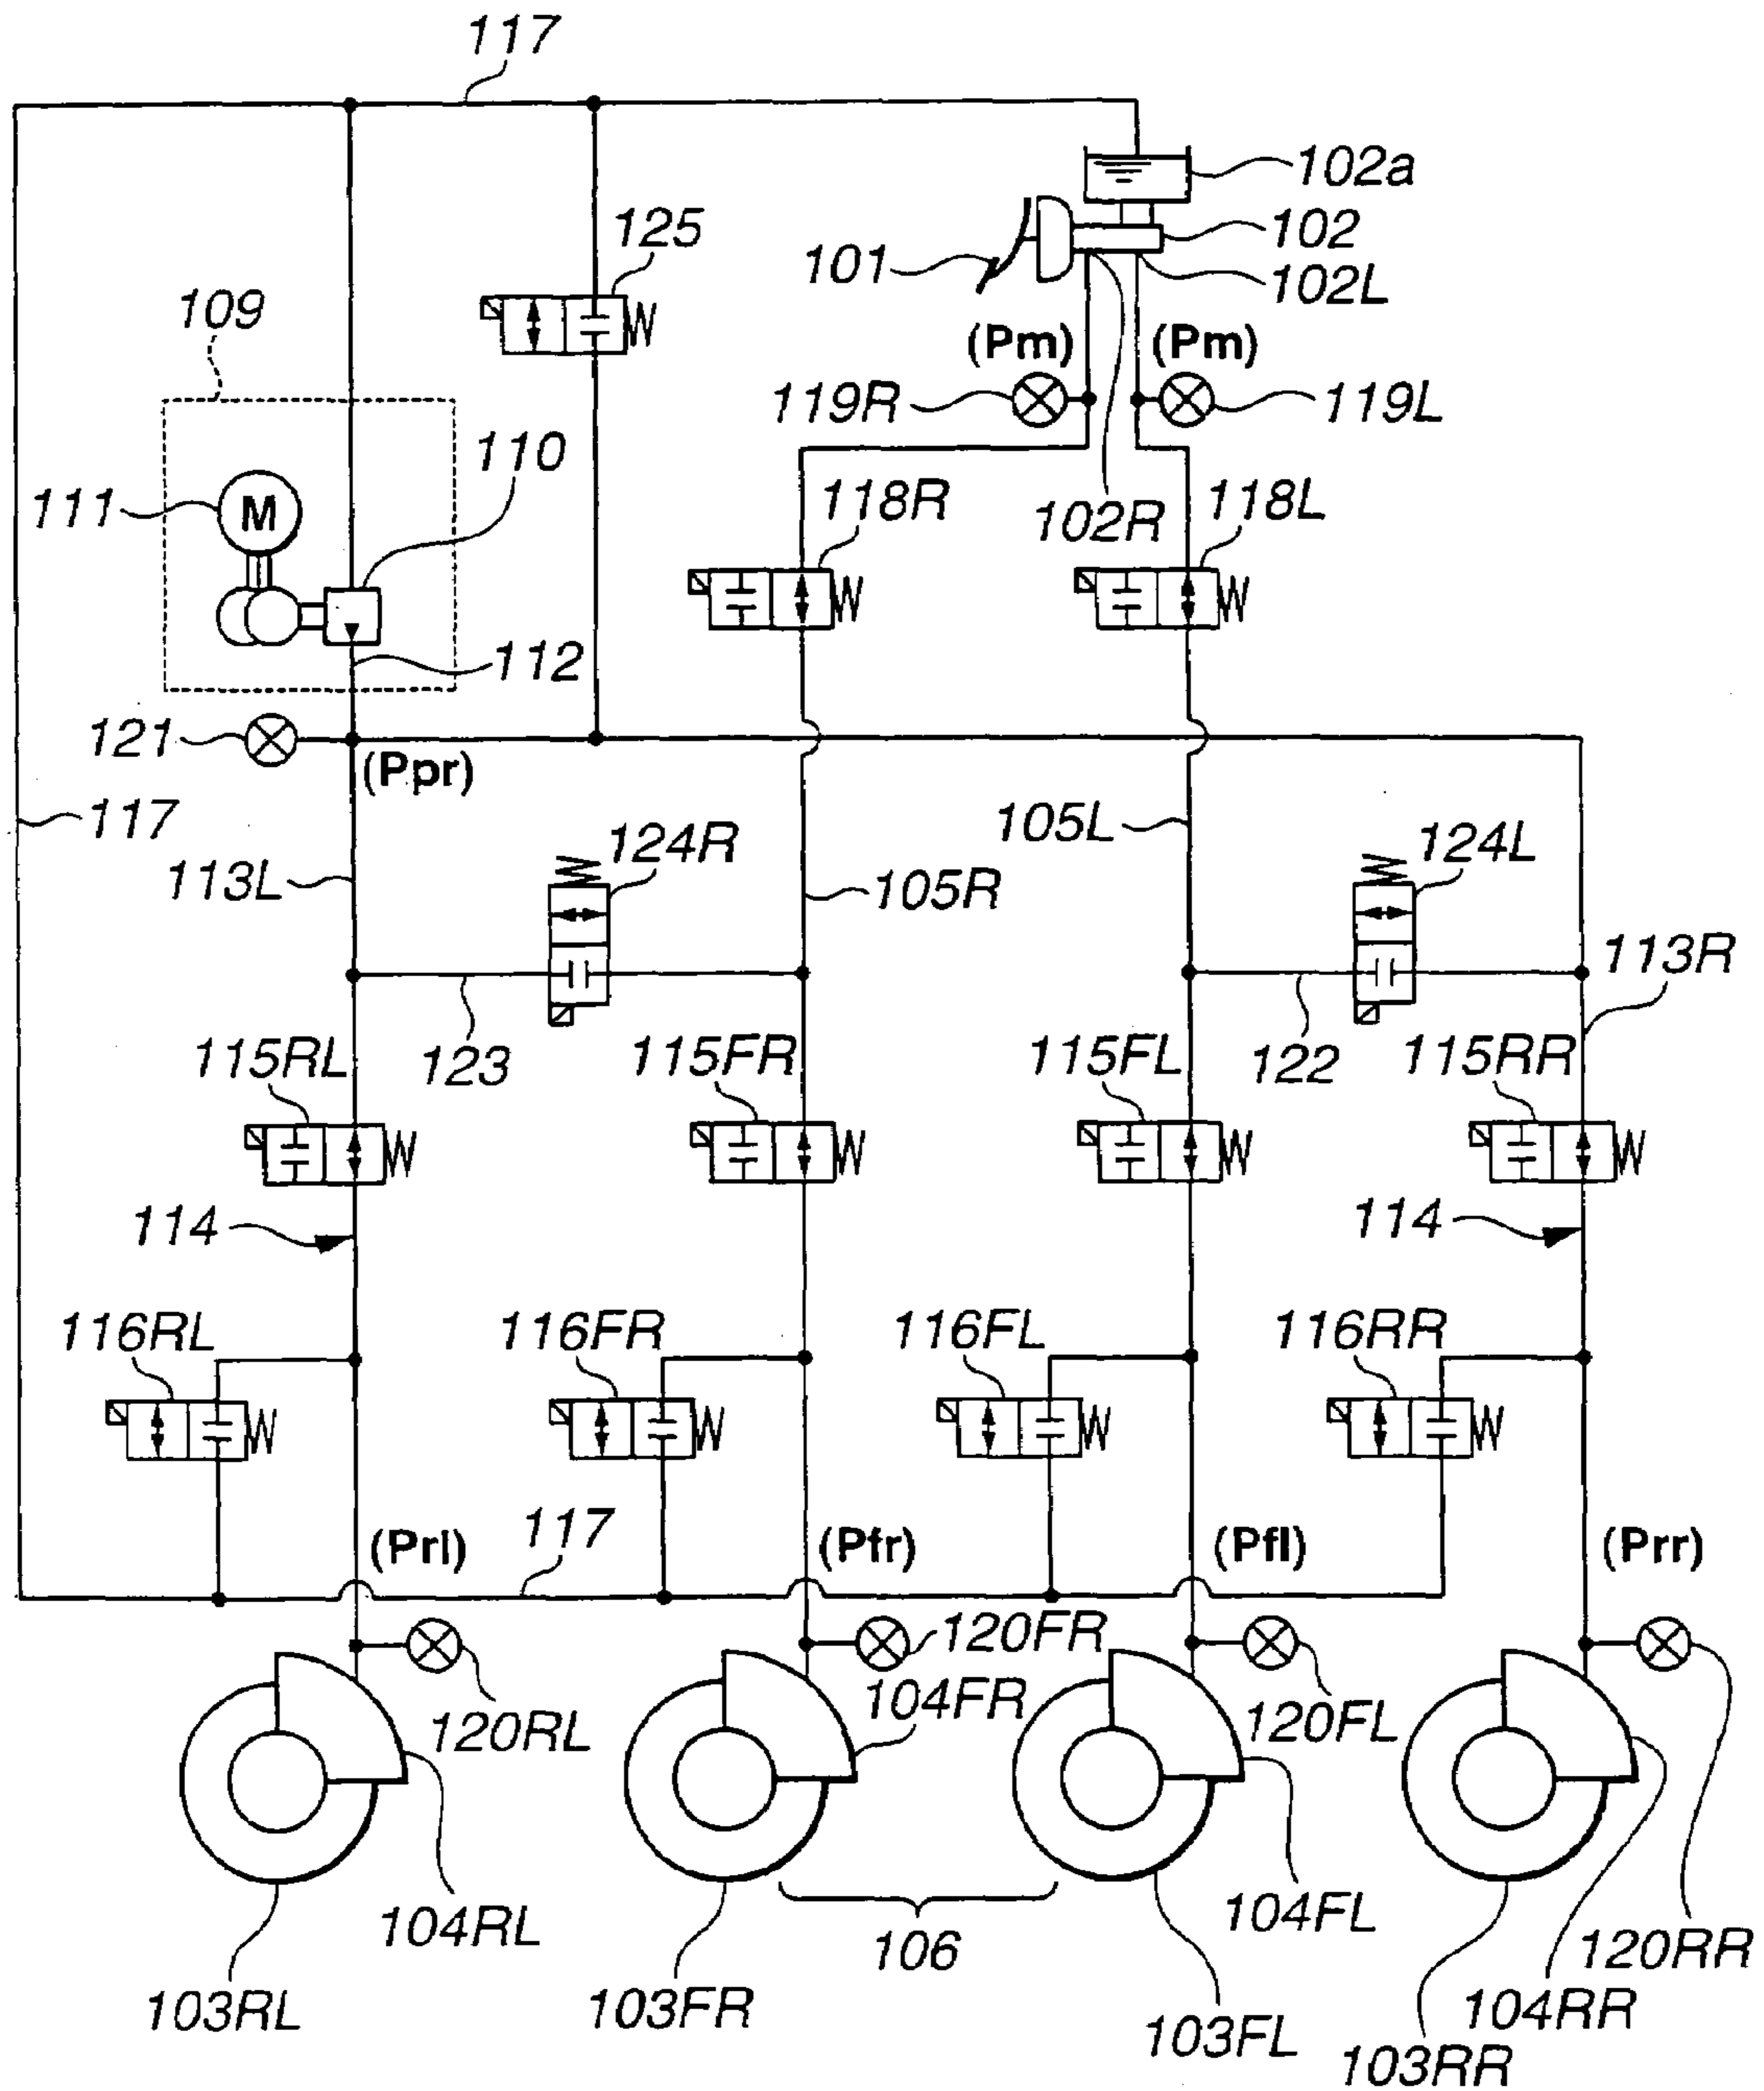 117
102a
125
102
101
102L
109
(Pm) (Pm)
119R 119L
110
118R 118L
111 M
102R
112
121
(Ppr)
117
105L
124R 124L
113L
105R
113R
115RL 123 115FR 115FL 122 115RR
114 114
116RL 116FR 116FL 116RR
(Prl) 117 (Pfr) (Pfl) (Prr)
120FR
104FR
120RL 120FL
104RL 104FL
106 120RR
103RL 103FR 104RR
103FL
103RR